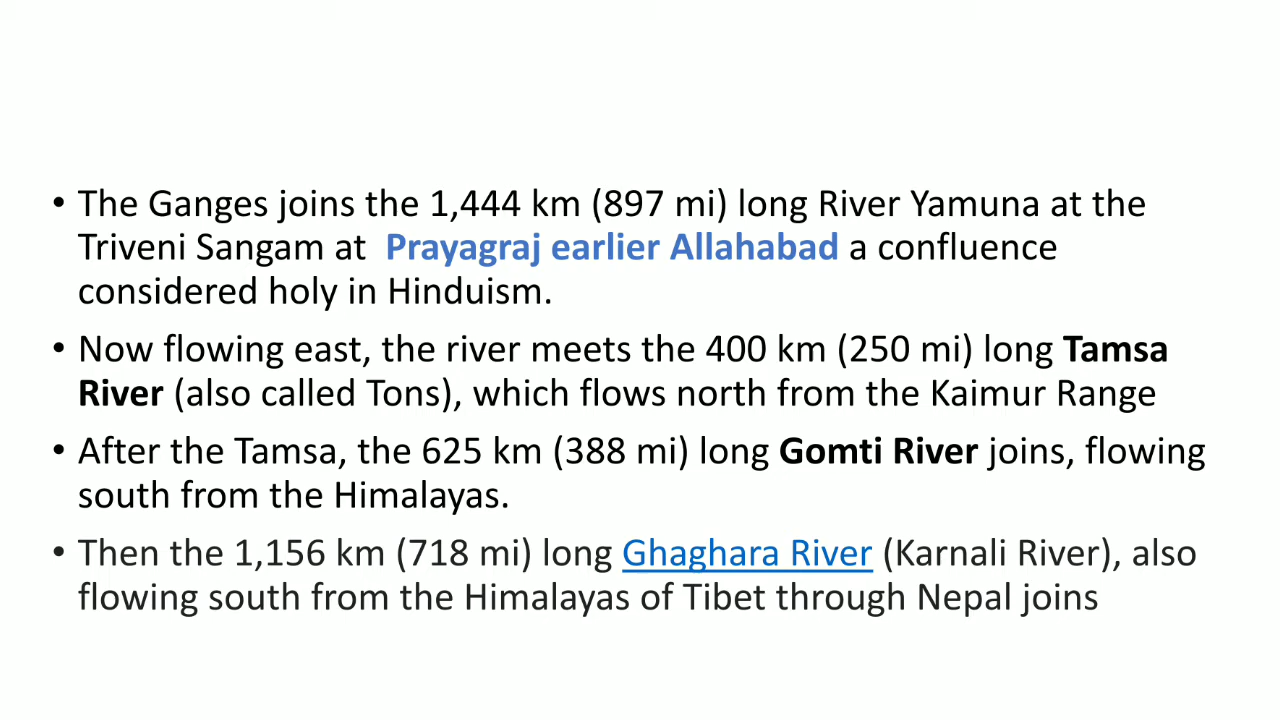 • The Ganges joins the 1,444 km (897 mi) long River Yamuna at the
Triveni Sangam at Prayagraj earlier Allahabad a confluence
considered holy in Hinduism.
• Now flowing east, the river meets the 400 km (250 mi) long Tamsa
River (also called Tons), which flows north from the Kaimur Range
• After the Tamsa, the 625 km (388 mi) long Gomti River joins, flowing
south from the Himalayas.
• Then the 1,156 km (718 mi) long Ghaghara River (Karnali River), also
flowing south from the Himalayas of Tibet through Nepal joins